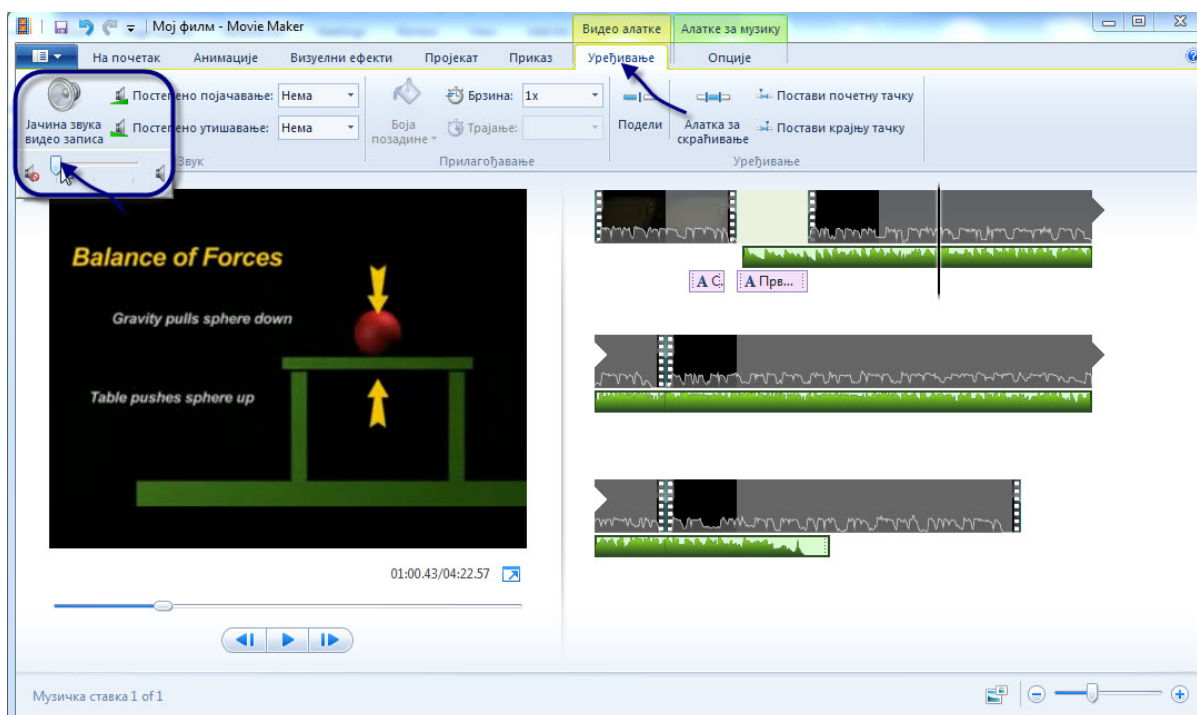 Мој филм - Movie Maker
Видео алатке Алатке за музику
На почетак Анимације Визуелни ефекти Пројекат Приказ Уређивање Опције
Јачина звука видео записа
Постепено појачавање: Нема
Постепено утишавање: Нема
Звук
Боја позадине
Брзина: 1x
Трајање:
Прилагођавање
Подели
Алатка за скраћивање
Постави почетну тачку
Постави крајњу тачку
Уређивање
Balance of Forces
Gravity pulls sphere down
Table pushes sphere up
А С
А Прв...
01:00.43/04:22.57
Музичка ставка 1 of 1